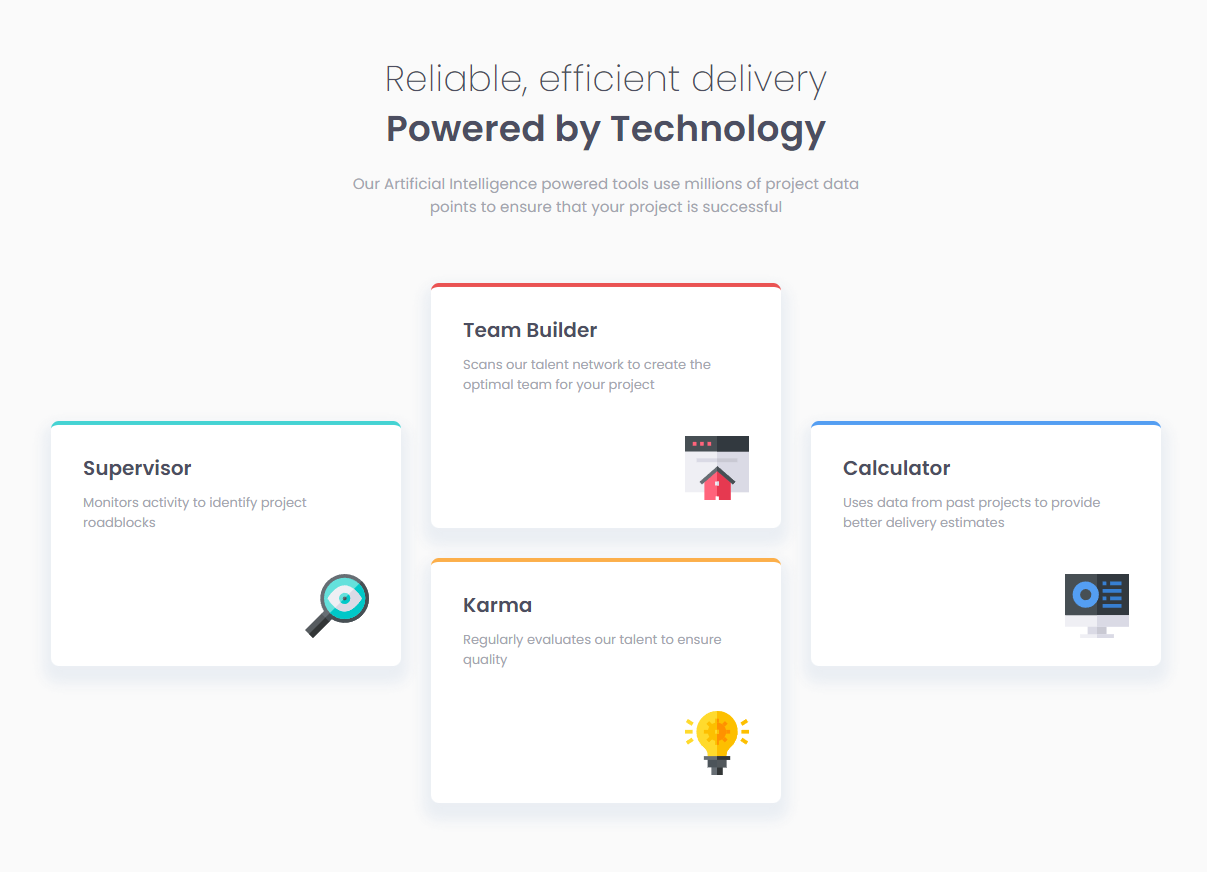 Reliable, efficient delivery
Powered by Technology
Our Artificial Intelligence powered tools use millions of project data
points to ensure that your project is successful
Supervisor
Monitors activity to identify project
roadblocks
Team Builder
Scans our talent network to create the
optimal team for your project
Karma
Regularly evaluates our talent to ensure
quality
Calculator
Uses data from past projects to provide
better delivery estimates